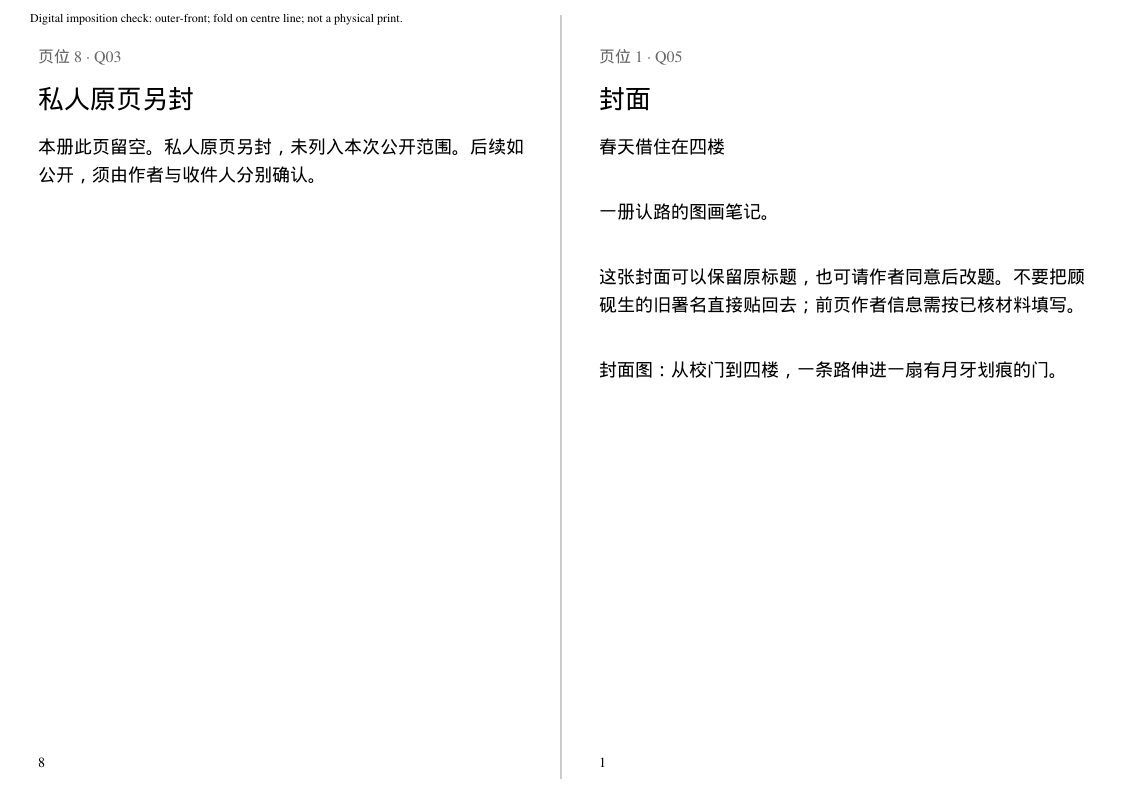 Digital imposition check: outer-front; fold on centre line; not a physical print.
页位 8 · Q03
私人原页另封
本册此页留空。私人原页另封，未列入本次公开范围。后续如
公开，须由作者与收件人分别确认。
8
页位 1 · Q05
封面
春天借住在四楼
一册认路的图画笔记。
这张封面可以保留原标题，也可请作者同意后改题。不要把顾
砚生的旧署名直接贴回去；前页作者信息需按已核材料填写。
封面图：从校门到四楼，一条路伸进一扇有月牙划痕的门。
1